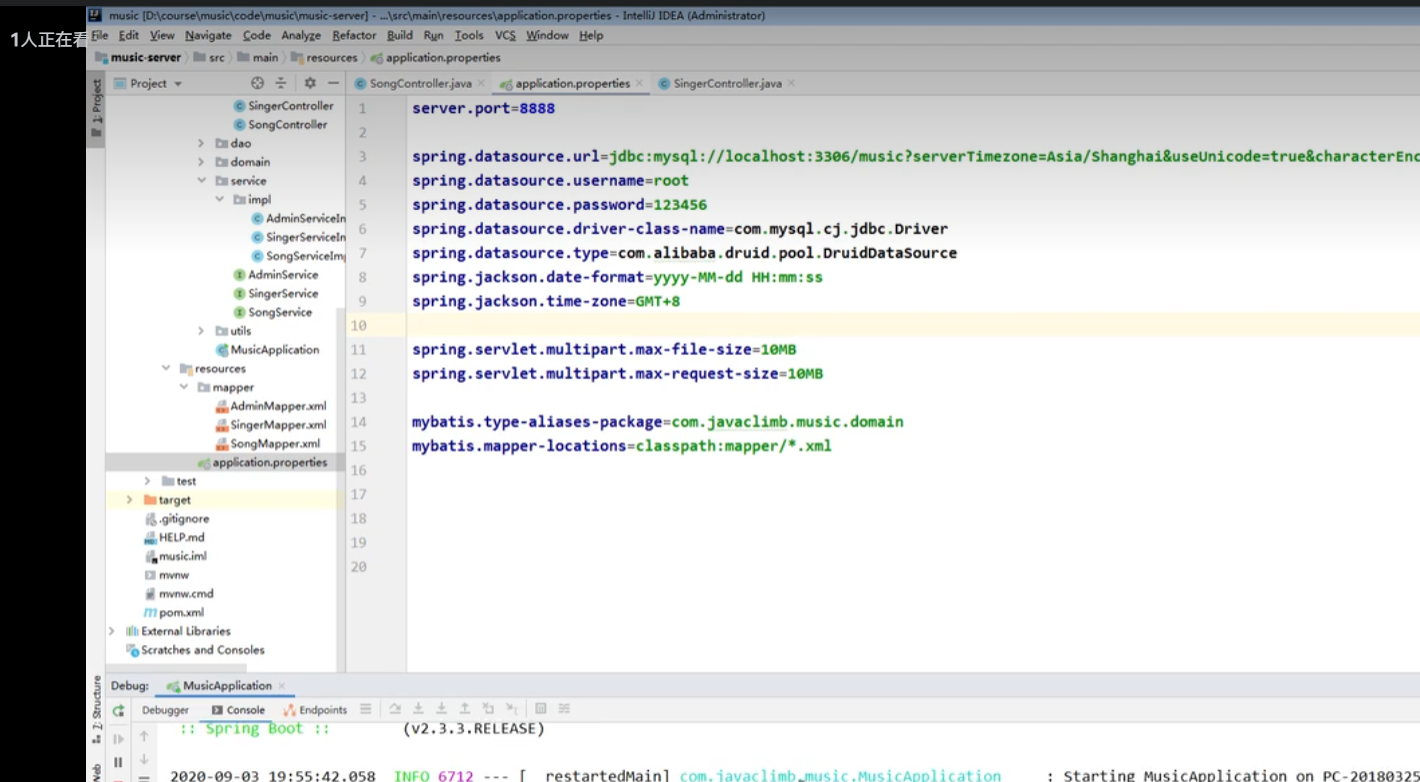 music [D:\course\music\code\music\music-server] - ...\src\main\resources\application.properties - IntelliJ IDEA (Administrator)
1人正在看
File Edit View Navigate Code Analyze Refactor Build Run Tools VCS Window Help
music-server src main resources application.properties
1: Project
Project
SongController.java application.properties SingerController.java
SingerController
SongController
dao
domain
service
impl
AdminServiceIn
SingerServiceIn
SongServiceImp
AdminService
SingerService
SongService
utils
MusicApplication
resources
mapper
AdminMapper.xml
SingerMapper.xml
SongMapper.xml
application.properties
test
target
.gitignore
HELP.md
music.iml
mvnw
mvnw.cmd
pom.xml
External Libraries
Scratches and Consoles
1 server.port=8888
2
3 spring.datasource.url=jdbc:mysql://localhost:3306/music?serverTimezone=Asia/Shanghai&useUnicode=true&characterEnc
4 spring.datasource.username=root
5 spring.datasource.password=123456
6 spring.datasource.driver-class-name=com.mysql.cj.jdbc.Driver
7 spring.datasource.type=com.alibaba.druid.pool.DruidDataSource
8 spring.jackson.date-format=yyyy-MM-dd HH:mm:ss
9 spring.jackson.time-zone=GMT+8
10
11 spring.servlet.multipart.max-file-size=10MB
12 spring.servlet.multipart.max-request-size=10MB
13
14 mybatis.type-aliases-package=com.javaclimb.music.domain
15 mybatis.mapper-locations=classpath:mapper/*.xml
16
17
18
19
20
Z: Structure
Debug: MusicApplication
Debugger Console Endpoints
:: Spring Boot :: (v2.3.3.RELEASE)
2020-09-03 19:55:42.058 INFO 6712 --- [ restartedMain] com.javaclimb.music.MusicApplication : Starting MusicApplication on PC-20180325